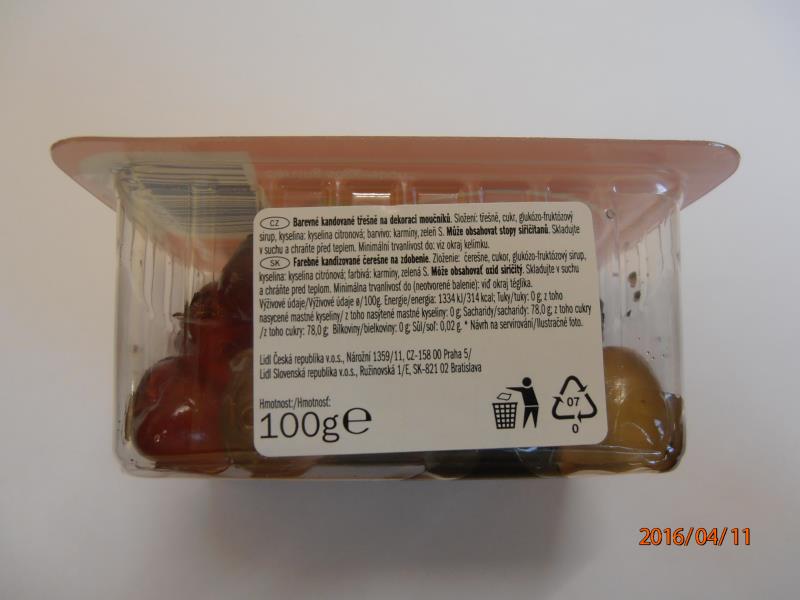 CZ Barevné kandované třešně na dekoraci moučníků. Složení: třešně, cukr, glukózo-fruktózový
sirup, kyselina: kyselina citronová; barvivo: karmíny, zeleň S. Může obsahovat stopy siřičitanů. Skladujte
v suchu a chraňte před teplem. Minimální trvanlivost do: viz okraj kelímku.
SK Farebné kandizované čerešne na zdobenie. Zloženie: čerešne, cukor, glukózovo-fruktózový sirup,
kyselina: kyselina citrónová; farbivá: karmíny, zelená S. Môže obsahovať oxid siričitý. Skladujte v suchu
a chráňte pred teplom. Minimálna trvanlivosť do (neotvorené balenie): viď okraj téglika.
Výživové údaje/Výživové údaje ø/100g. Energie/energia: 1334 kJ/314 kcal; Tuky/tuky: 0 g; z toho
nasycené mastné kyseliny/ z toho nasýtené mastné kyseliny: 0 g; Sacharidy/sacharidy: 78,0 g; z toho cukry
/z toho cukry: 78,0 g; Bílkoviny/bielkoviny: 0 g; Sůl/soľ: 0,02 g. * Návrh na servírování/Ilustračné foto.
Lidl Česká republika v.o.s., Nárožní 1359/11, CZ-158 00 Praha 5/
Lidl Slovenská republika v.o.s., Ružinovská 1/E, SK-821 02 Bratislava
Hmotnost:/Hmotnosť:
100g℮
07
0
2016/04/11